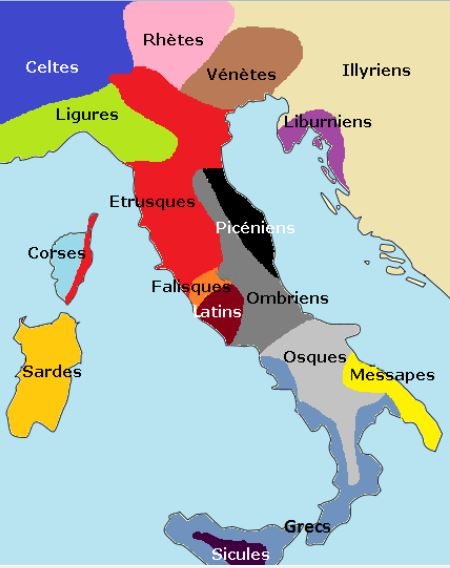 Rhètes
Celtes
Vénètes
Illyriens
Ligures
Liburniens
Etrusques
Picéniens
Corses
Falisques
Ombriens
Latins
Osques
Sardes
Messapes
Grecs
Sicules